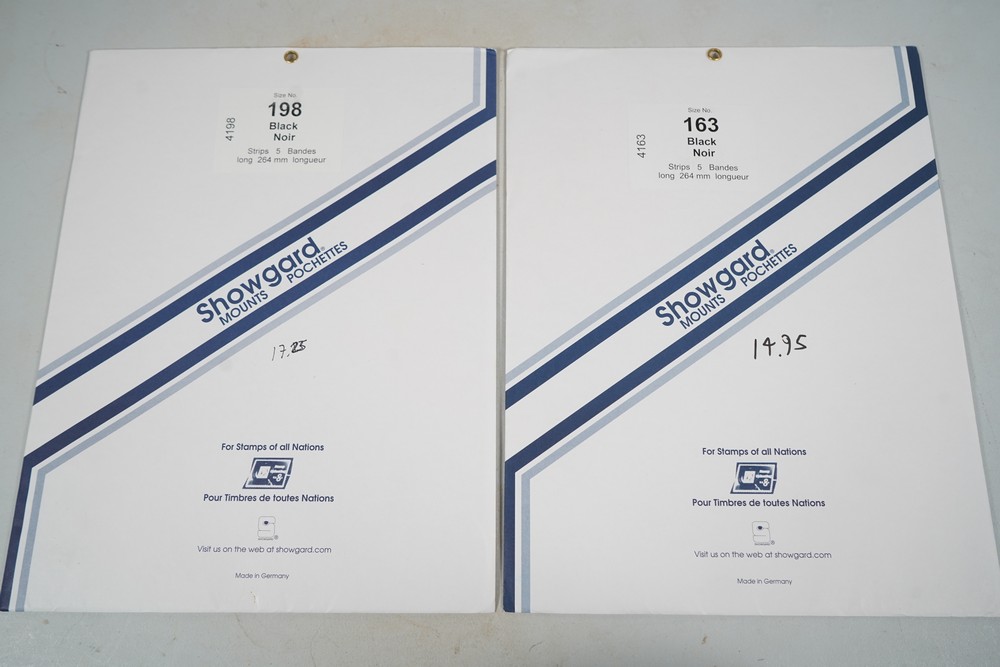 Size No.
198
Black
Noir
Strips 5 Bandes
long 264 mm longueur
4198
Showgard®
MOUNTS POCHETTES
17.25
For Stamps of all Nations
Pour Timbres de toutes Nations
Visit us on the web at showgard.com
Made in Germany
Size No.
163
Black
Noir
Strips 5 Bandes
long 264 mm longueur
4163
Showgard®
MOUNTS POCHETTES
14.95
For Stamps of all Nations
Pour Timbres de toutes Nations
Visit us on the web at showgard.com
Made in Germany